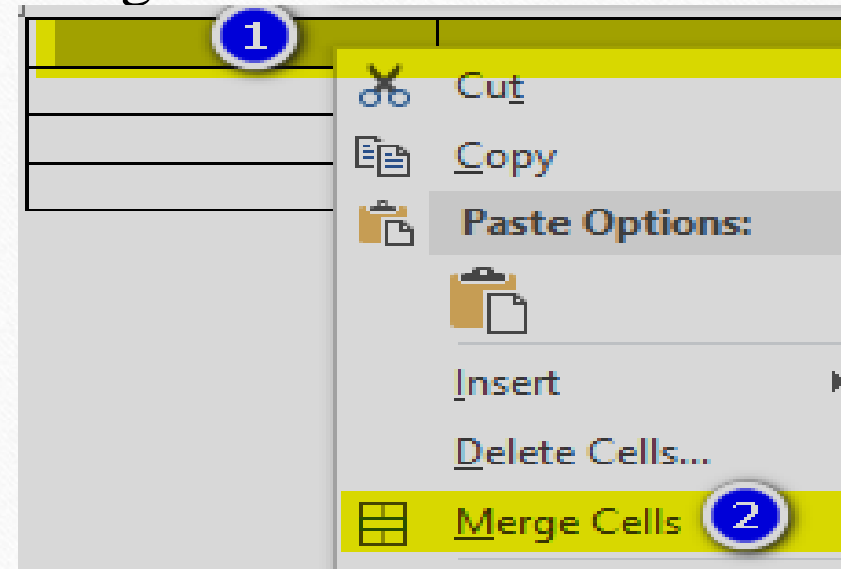 1
Cut
Copy
Paste Options:
Insert
Delete Cells...
Merge Cells 2